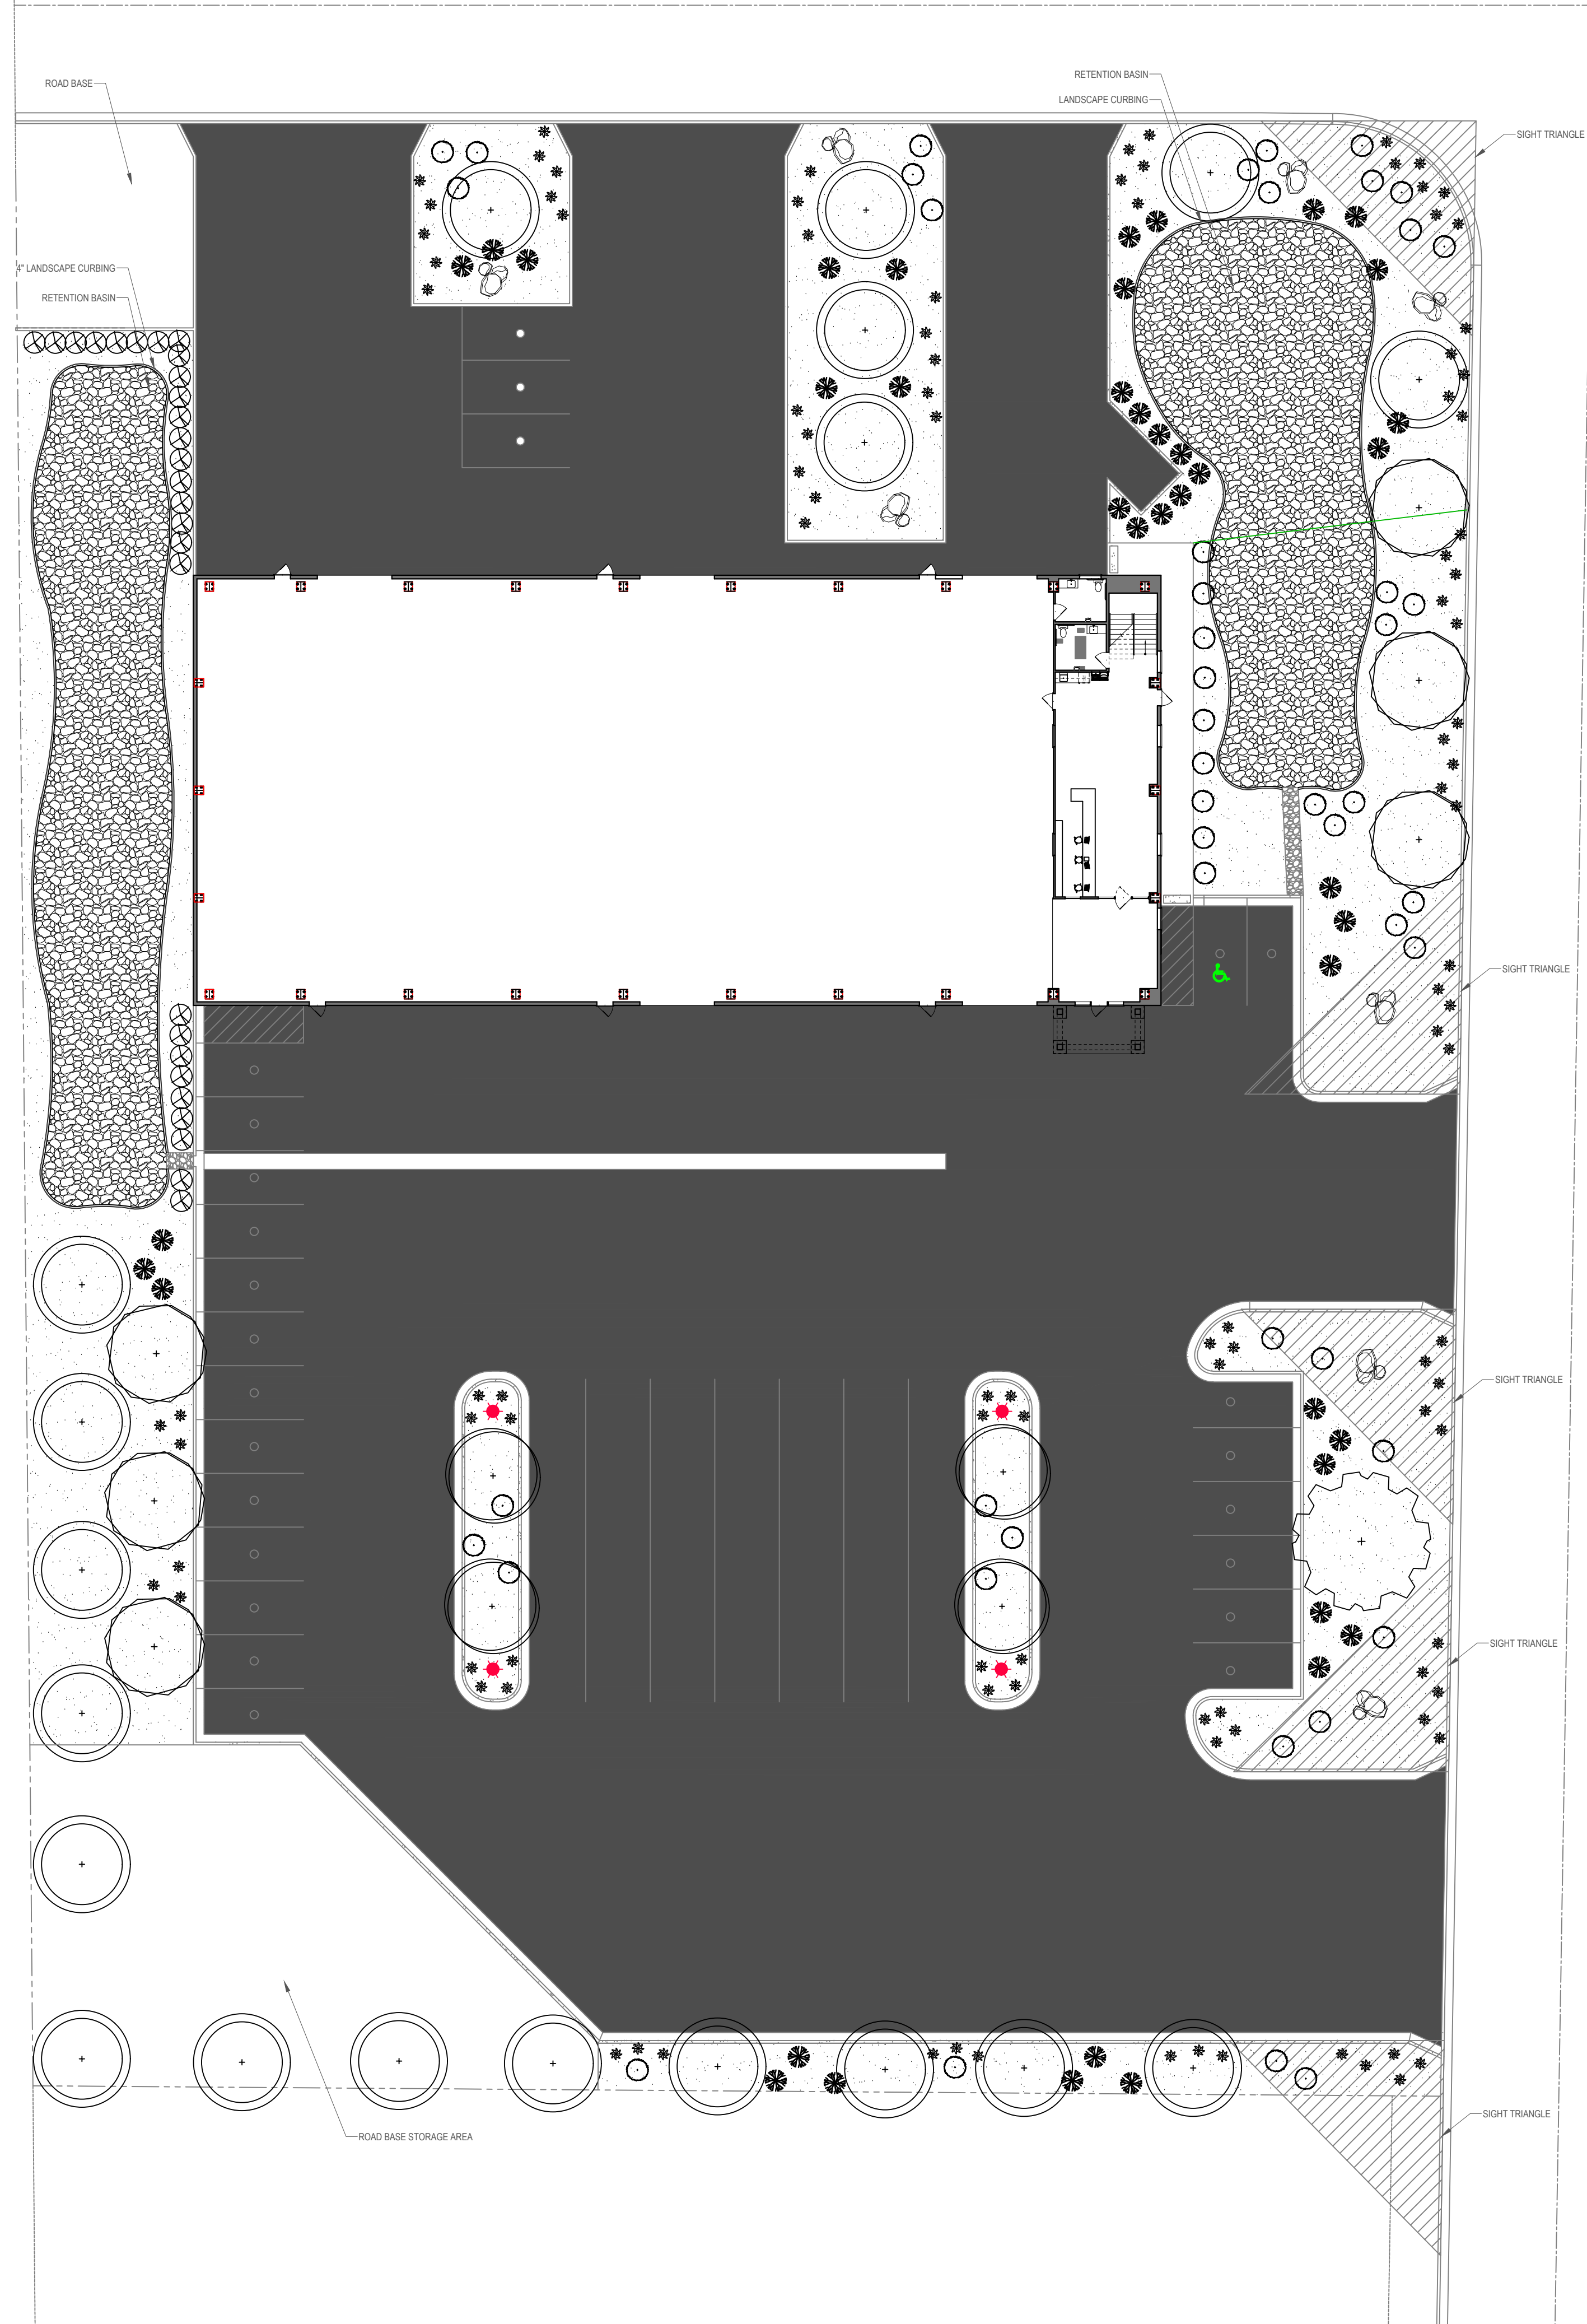 RETENTION BASIN
ROAD BASE
LANDSCAPE CURBING
SIGHT TRIANGLE
4" LANDSCAPE CURBING
RETENTION BASIN
SIGHT TRIANGLE
SIGHT TRIANGLE
SIGHT TRIANGLE
SIGHT TRIANGLE
ROAD BASE STORAGE AREA